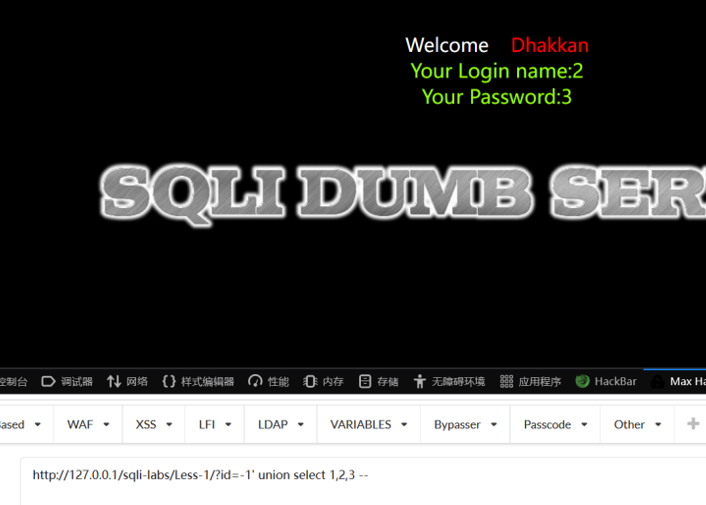 Welcome Dhakkan
Your Login name:2
Your Password:3
SQLI DUMB SER
控制台 调试器 网络 样式编辑器 性能 内存 存储 无障碍环境 应用程序 HackBar Max Ha
ased WAF XSS LFI LDAP VARIABLES Bypasser Passcode Other
http://127.0.0.1/sqli-labs/Less-1/?id=-1' union select 1,2,3 --